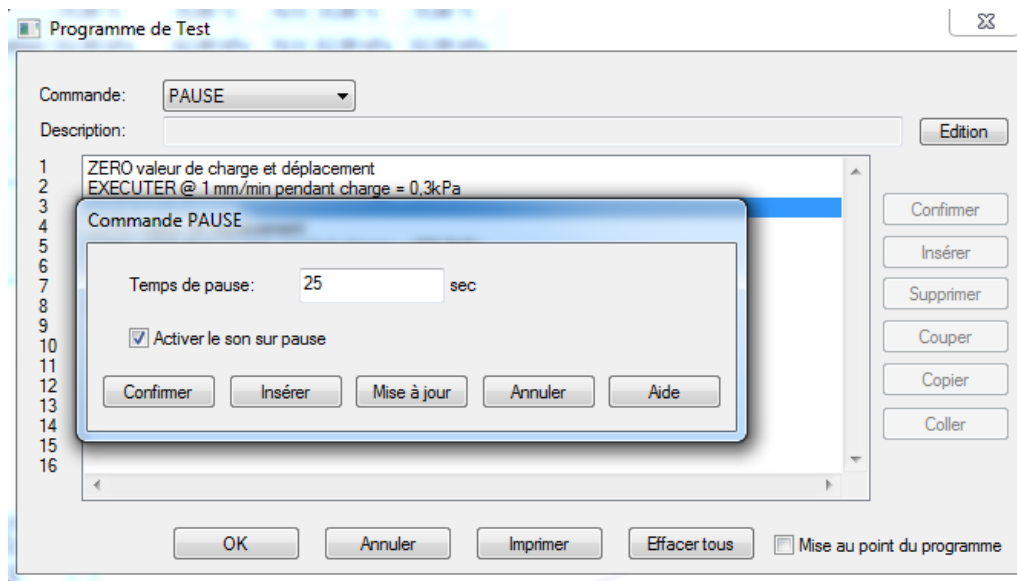 Programme de Test
Commande: PAUSE
Description: Edition
1 ZERO valeur de charge et déplacement
2 EXECUTER @ 1 mm/min pendant charge = 0,3kPa
3
4
5
6
7
8
9
10
11
12
13
14
15
16
Commande PAUSE
Temps de pause: 25 sec
Activer le son sur pause
Confirmer Insérer Mise à jour Annuler Aide
Confirmer
Insérer
Supprimer
Couper
Copier
Coller
OK Annuler Imprimer Effacer tous Mise au point du programme